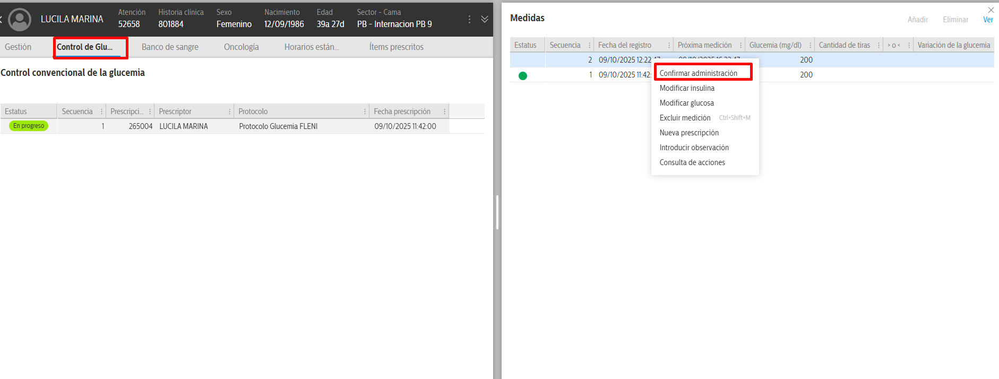 LUCILA MARINA
Atención Historia clínica Sexo Nacimiento Edad Sector - Cama
52658 801884 Femenino 12/09/1986 39a 27d PB - Internacion PB 9
Gestión Control de Glu... Banco de sangre Oncología Horarios están... Ítems prescritos
Control convencional de la glucemia
Estatus Secuencia Prescripci... Prescriptor Protocolo Fecha prescripción
En progreso 1 265004 LUCILA MARINA Protocolo Glucemia FLENI 09/10/2025 11:42:00
Medidas
Añadir Eliminar Ver
Estatus Secuencia Fecha del registro Próxima medición Glucemia (mg/dl) Cantidad de tiras > o < Variación de la glucemia
2 09/10/2025 12:22:47 200
1 09/10/2025 11:42: 200
Confirmar administración
Modificar insulina
Modificar glucosa
Excluir medición Ctrl+Shift+M
Nueva prescripción
Introducir observación
Consulta de acciones